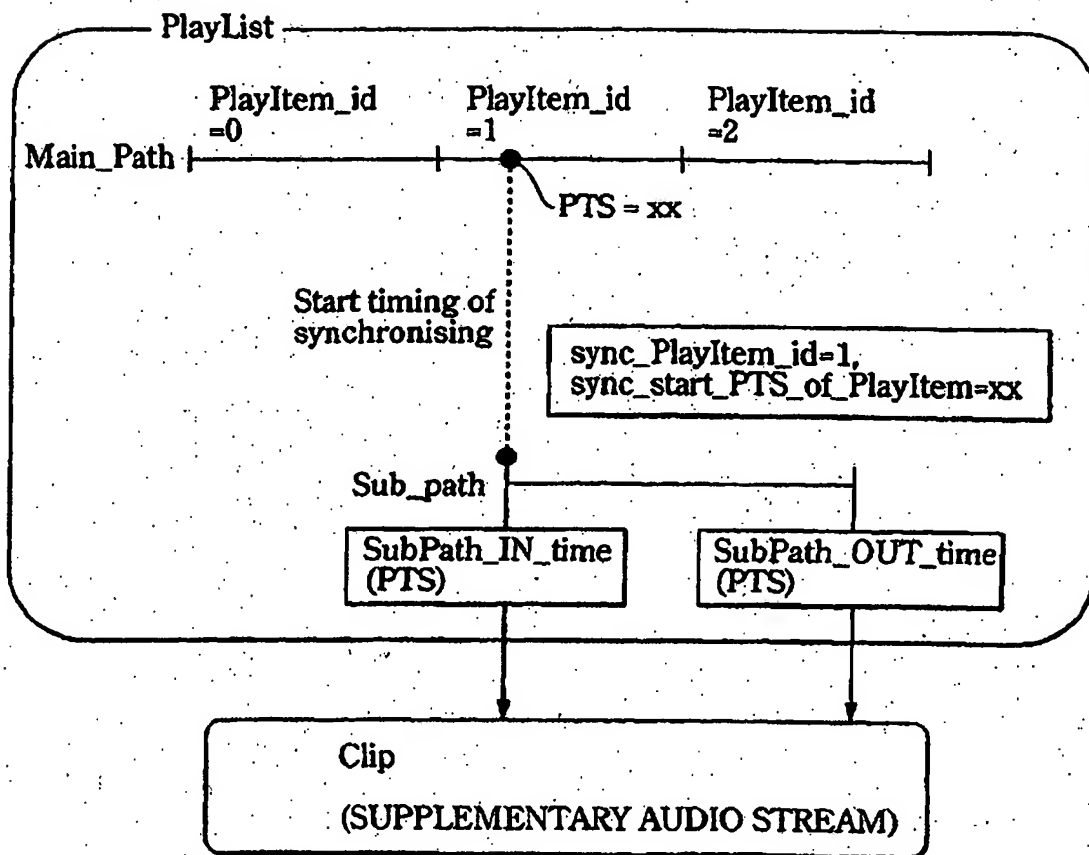 PlayList
PlayItem_id
=0
PlayItem_id
=1
PlayItem_id
=2
Main_Path
PTS = xx
Start timing of
synchronising
sync_PlayItem_id=1,
sync_start_PTS_of_PlayItem=xx
Sub_path
SubPath_IN_time
(PTS)
SubPath_OUT_time
(PTS)
Clip
(SUPPLEMENTARY AUDIO STREAM)